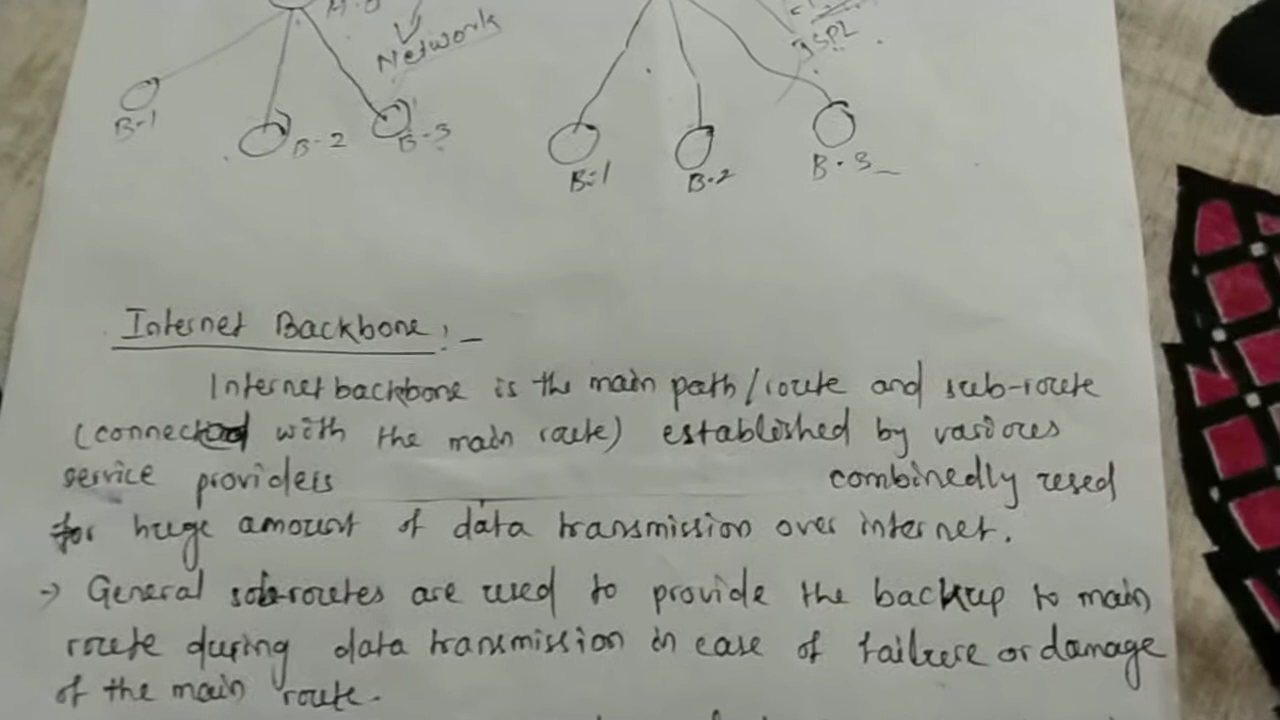 Network
B-1
B-2
B-3
B-1
B-2
B-3
Internet Backbone:-
Internet backbone is the main path/route and sub-route
(connected with the main route) established by various
service providers combinedly used
for huge amount of data transmission over internet.
→ General sub-routes are used to provide the backup to main
route during data transmission in case of failure or damage
of the main route.